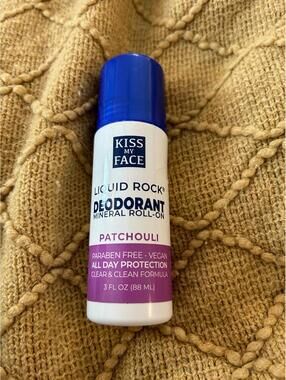 KISS
MY
FACE
LIQUID ROCK®
DEODORANT
MINERAL ROLL-ON
PATCHOULI
PARABEN FREE - VEGAN
ALL DAY PROTECTION
CLEAR & CLEAN FORMULA
3 FL OZ (88 ML)